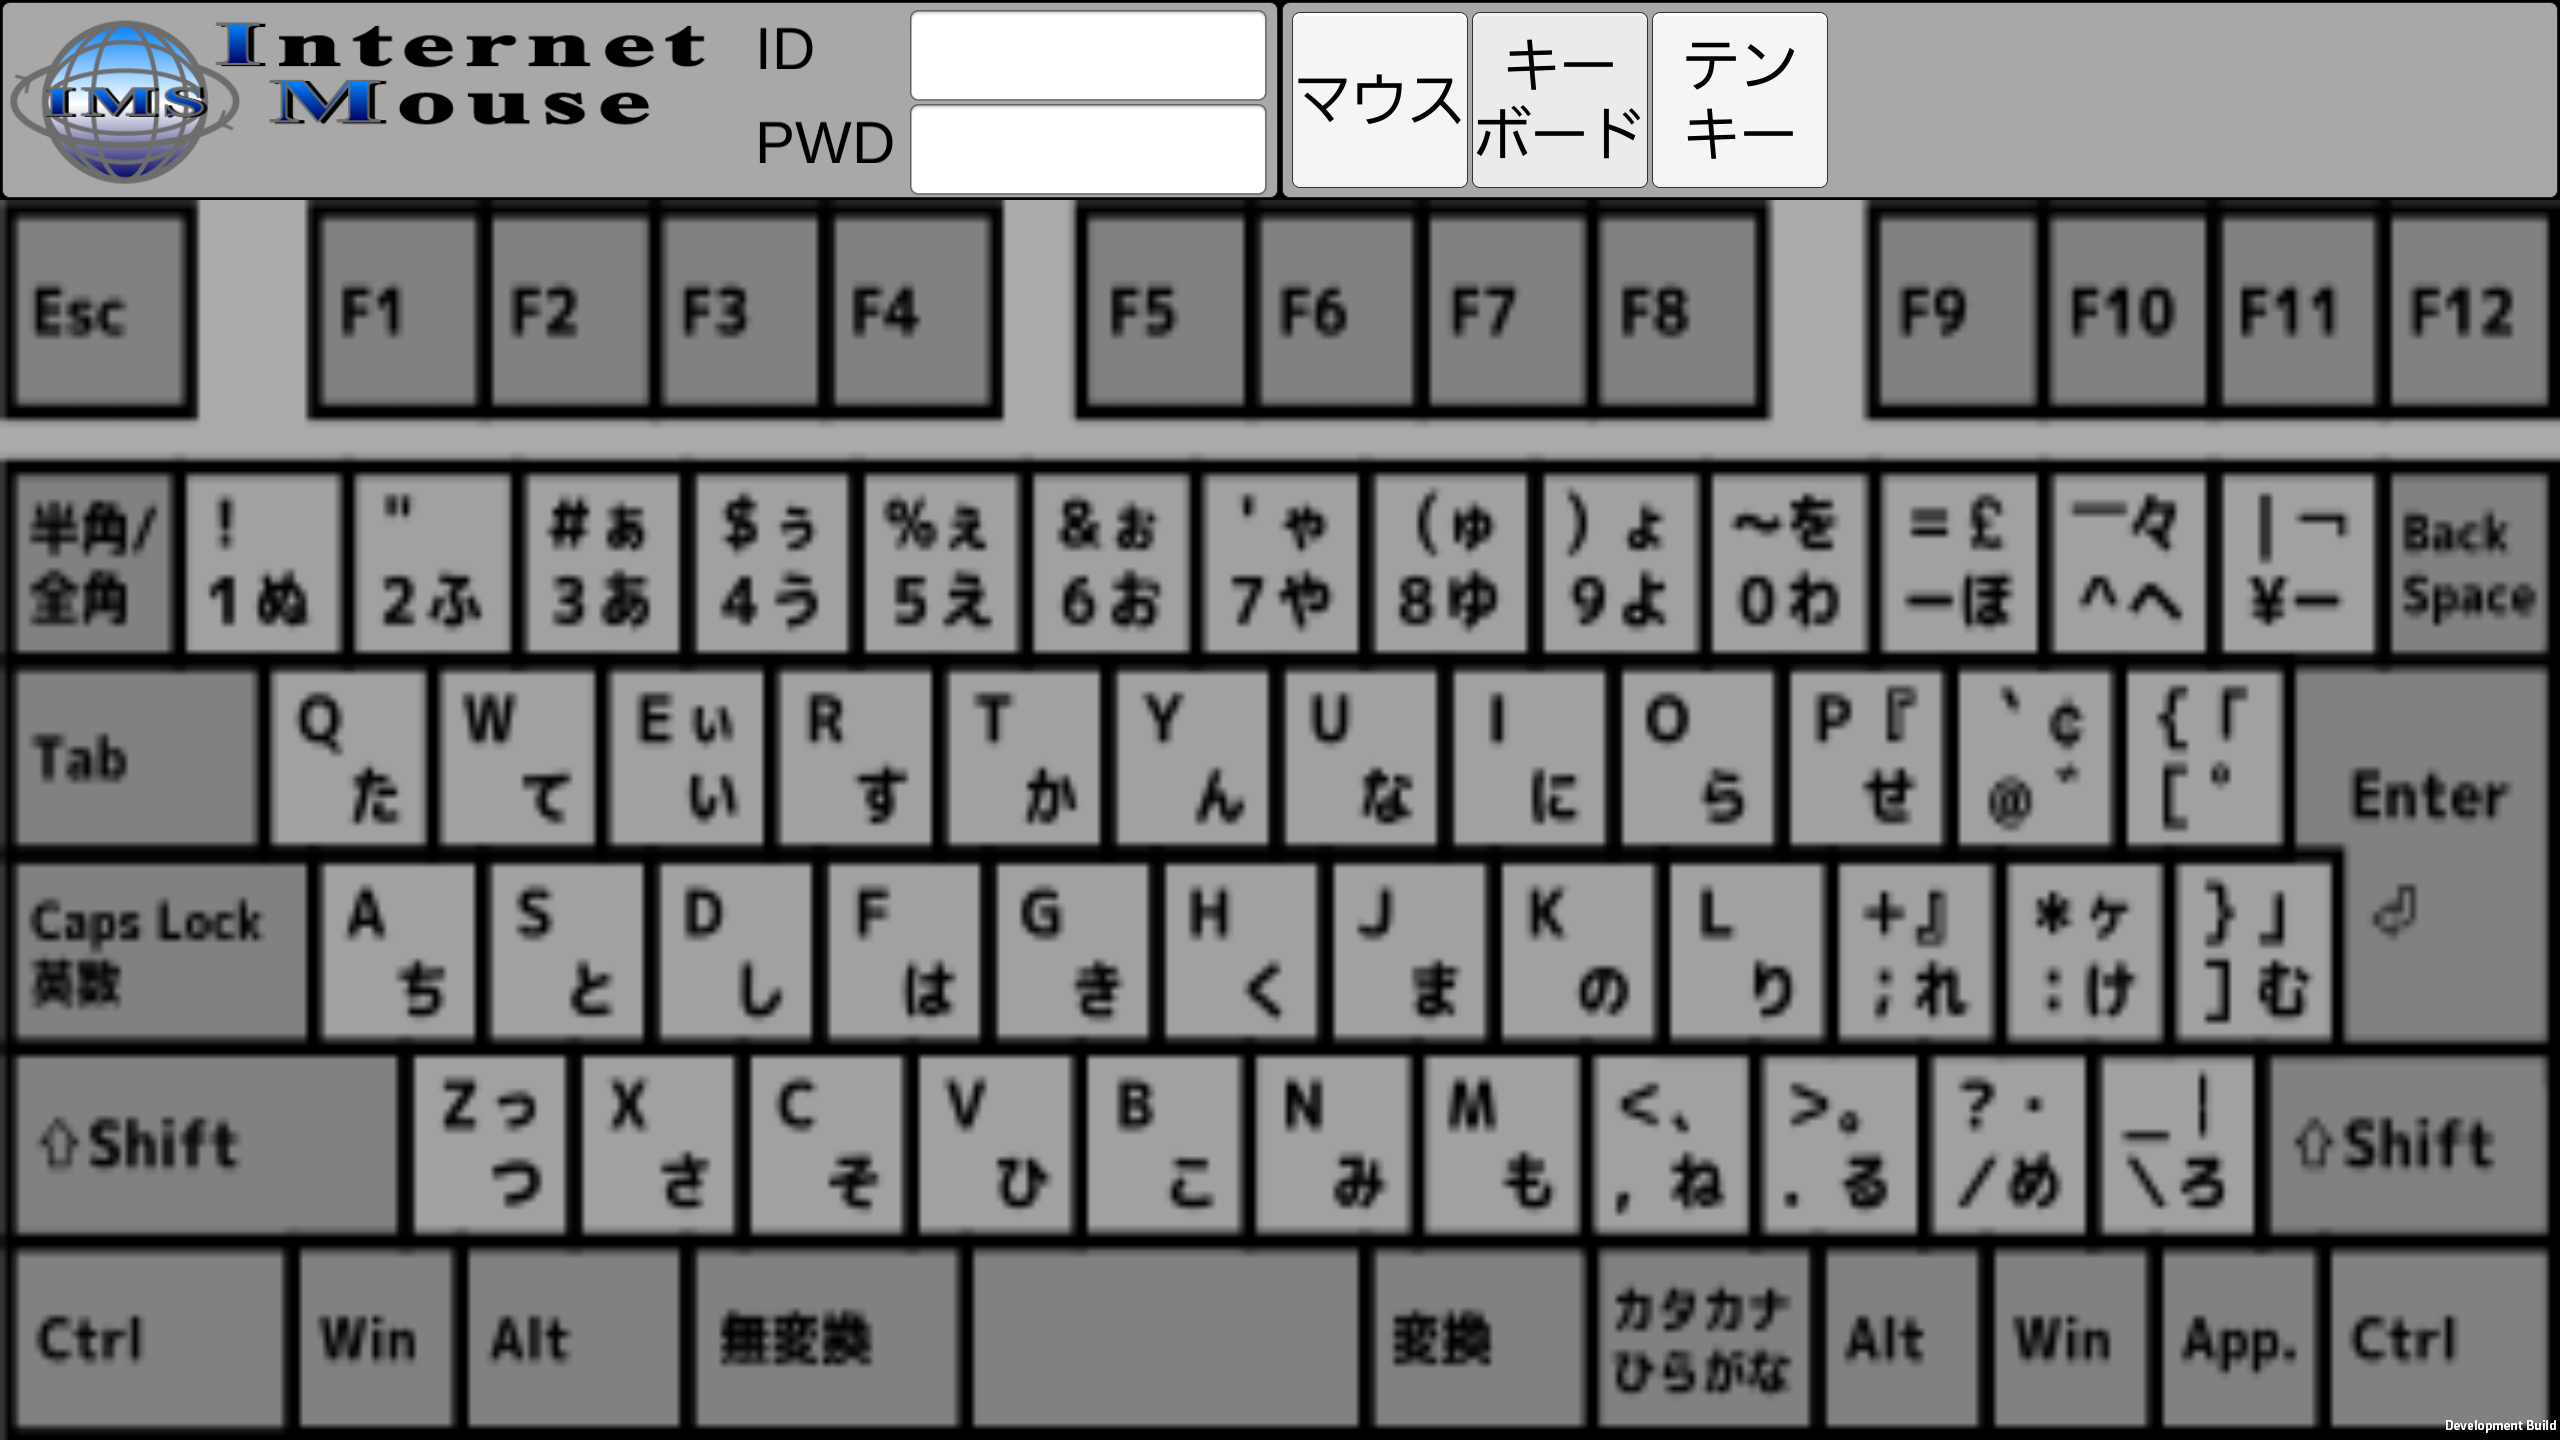 Internet
Mouse
IMS
ID
PWD
マウス
キー
ボード
テン
キー
Esc F1 F2 F3 F4 F5 F6 F7 F8 F9 F10 F11 F12
半角/
全角
! " #ぁ $ぅ %ぇ &ぉ 'ゃ (ゅ )ょ ~を =£ ￣々 |￢
1ぬ 2ふ 3あ 4う 5え 6お 7や 8ゆ 9よ 0わ ーほ ^へ ¥ー
Back
Space
Tab
Q W Eぃ R T Y U I O P『 `¢ {「
た て い す か ん な に ら せ @゛ [゜
Enter
Caps Lock
英数
A S D F G H J K L +』 *ヶ }」
ち と し は き く ま の り ;れ :け ]む
⏎
⇧Shift
Zっ X C V B N M <、 >。 ?・ _|
つ さ そ ひ こ み も ,ね .る /め \ろ
⇧Shift
Ctrl Win Alt 無変換 変換
カタカナ
ひらがな
Alt Win App. Ctrl
Development Build